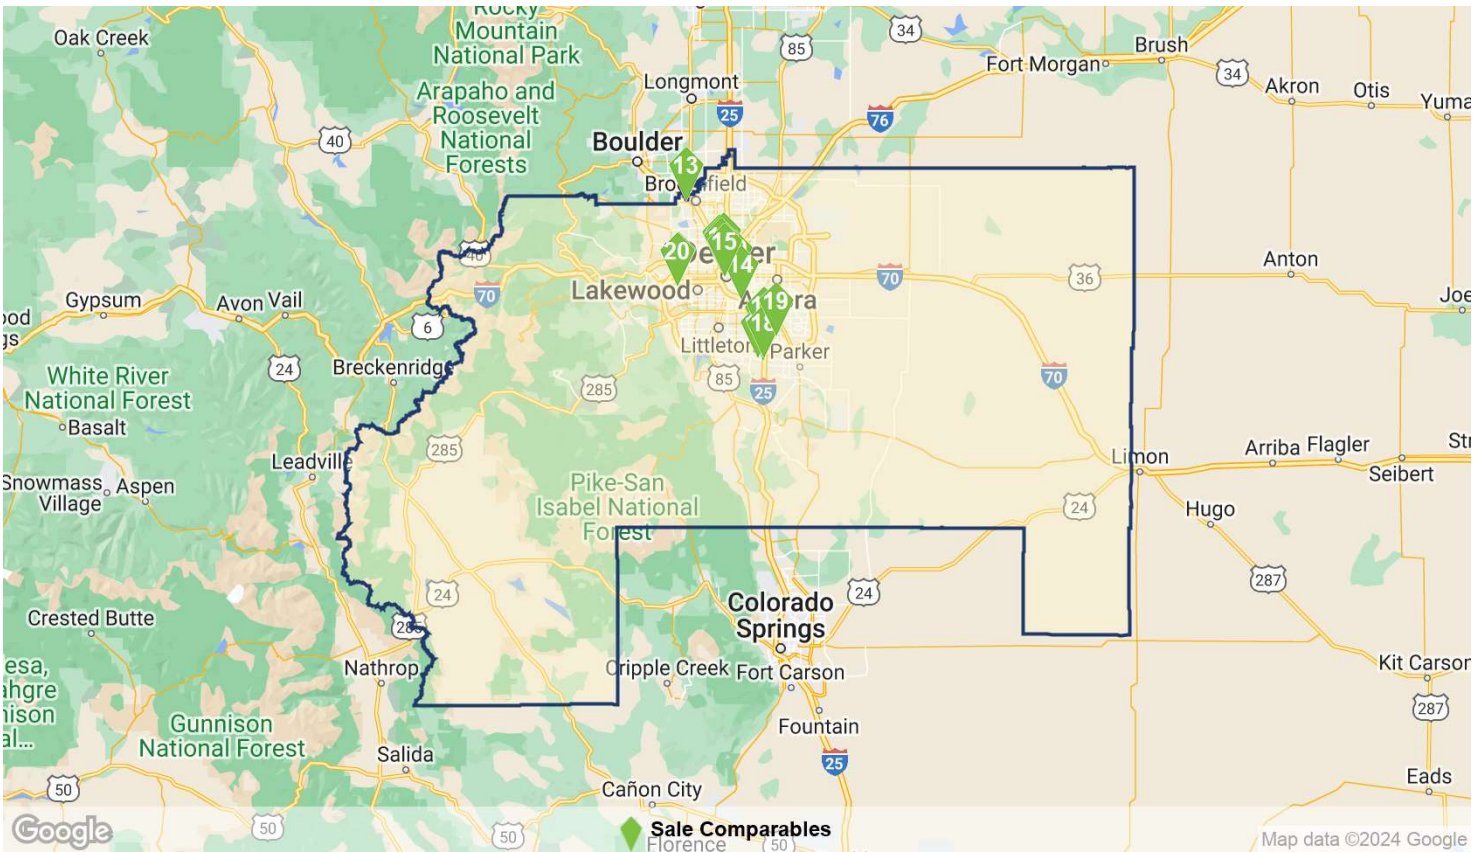 Rocky
Mountain
National Park
Oak Creek
34
85
34
Brush
Fort Morgan
Longmont
34
Akron
Otis
Yuma
Arapaho and
Roosevelt
National
Forests
25
76
40
Boulder
13
40
15
20
14
Lakewood
70
70
36
Anton
Gypsum
Avon
Vail
6
19
18
Littleton
Parker
24
Breckenridge
285
85
25
70
White River
National Forest
Basalt
285
Leadville
Limon
Arriba
Flagler
Seibert
Snowmass
Village
Aspen
Pike-San
Isabel National
Forest
24
Hugo
24
287
Colorado
Springs
24
Crested Butte
285
Nathrop
Cripple Creek
Fort Carson
Kit Carson
287
Gunnison
National Forest
Fountain
Salida
25
50
Cañon City
Eads
Google
50
50
Sale Comparables
Florence
50
Map data ©2024 Google